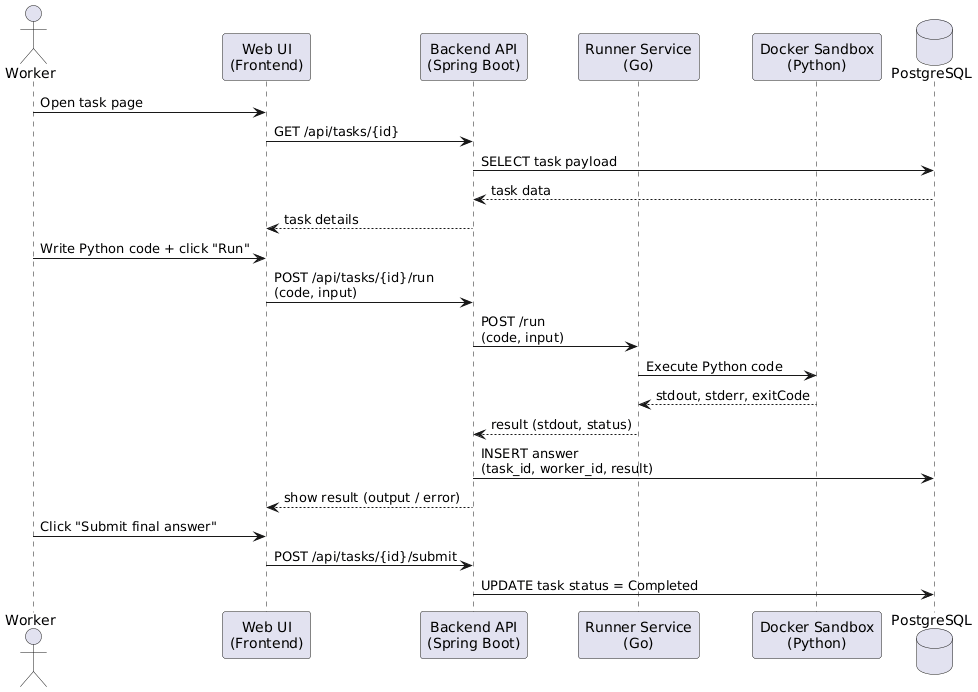 Worker
Web UI
(Frontend)
Backend API
(Spring Boot)
Runner Service
(Go)
Docker Sandbox
(Python)
PostgreSQL
Open task page
GET /api/tasks/{id}
SELECT task payload
task data
task details
Write Python code + click "Run"
POST /api/tasks/{id}/run
(code, input)
POST /run
(code, input)
Execute Python code
stdout, stderr, exitCode
result (stdout, status)
INSERT answer
(task_id, worker_id, result)
show result (output / error)
Click "Submit final answer"
POST /api/tasks/{id}/submit
UPDATE task status = Completed
Worker
Web UI
(Frontend)
Backend API
(Spring Boot)
Runner Service
(Go)
Docker Sandbox
(Python)
PostgreSQL